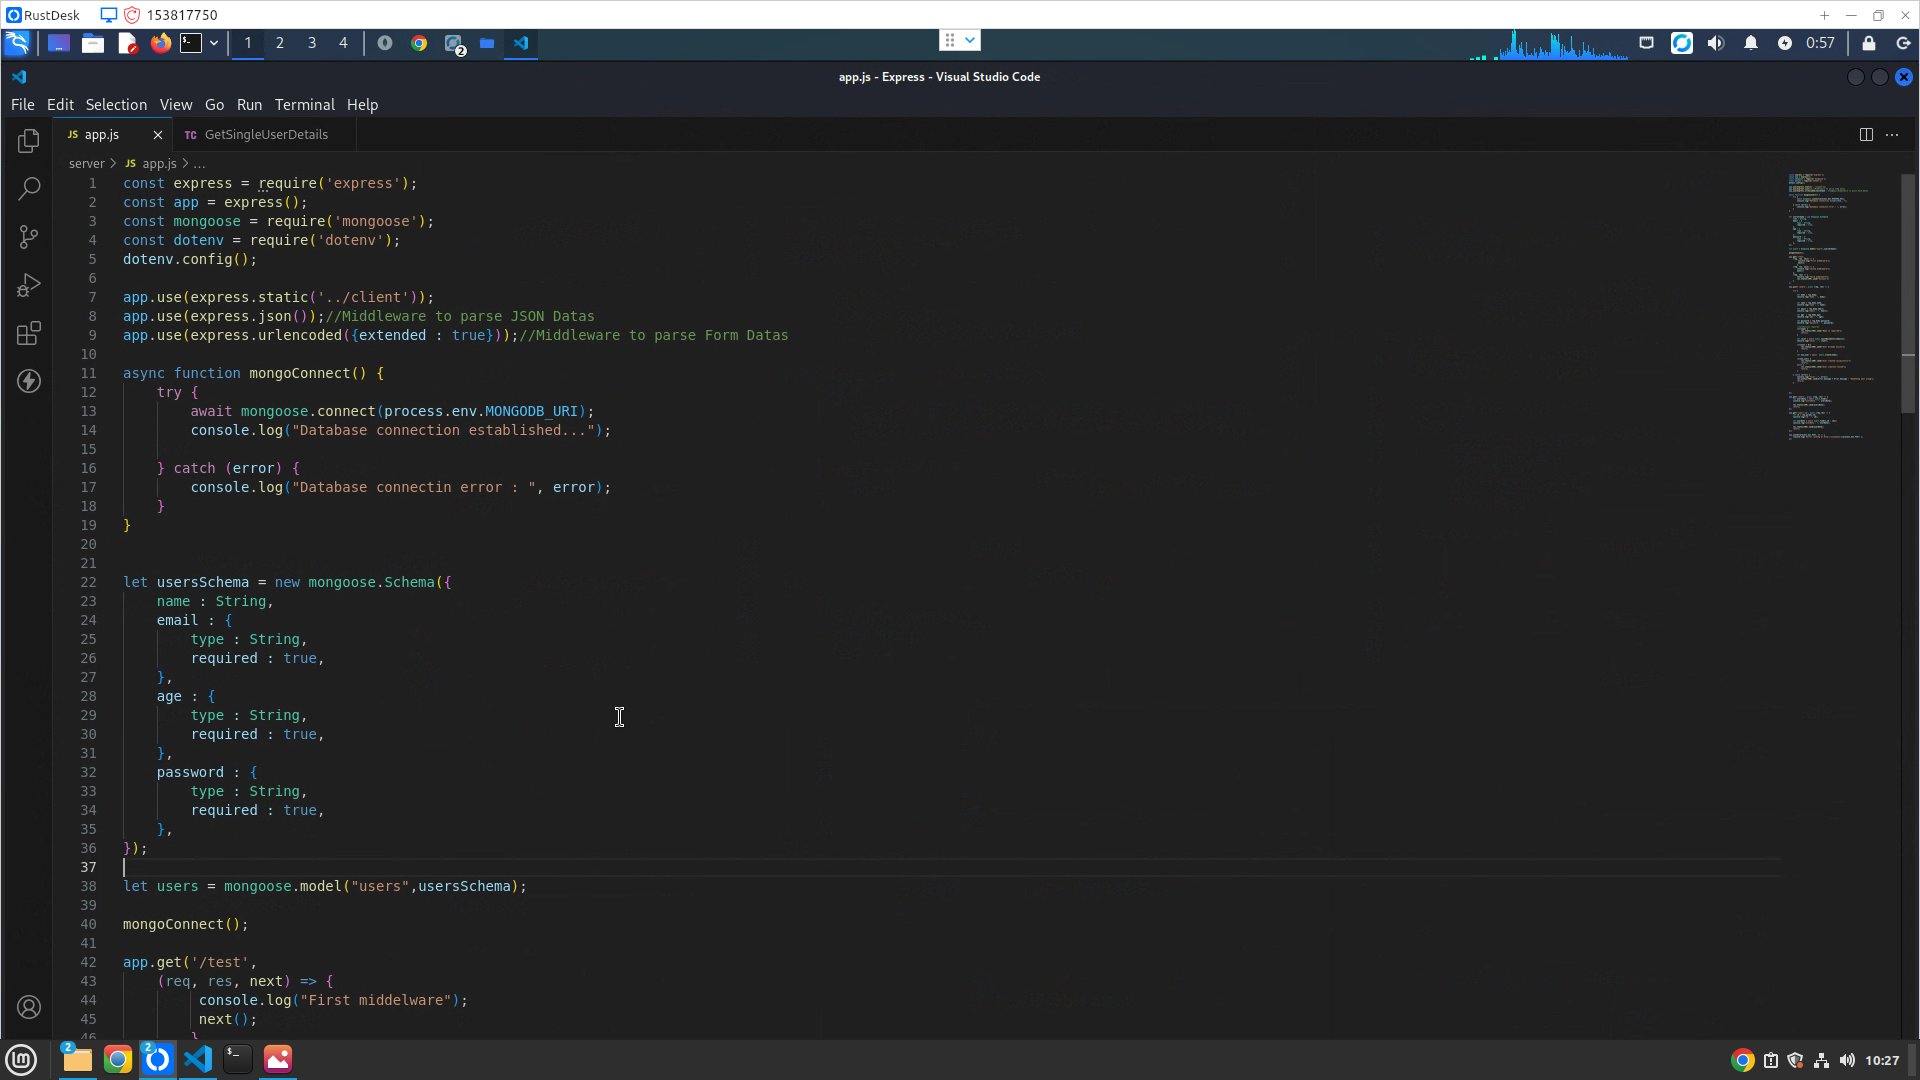 RustDesk 153817750
1 2 3 4 2 0:57
app.js - Express - Visual Studio Code
File Edit Selection View Go Run Terminal Help
JS app.js TC GetSingleUserDetails
server > JS app.js > ...
1 const express = require('express');
2 const app = express();
3 const mongoose = require('mongoose');
4 const dotenv = require('dotenv');
5 dotenv.config();
6
7 app.use(express.static('../client'));
8 app.use(express.json());//Middleware to parse JSON Datas
9 app.use(express.urlencoded({extended : true}));//Middleware to parse Form Datas
10
11 async function mongoConnect() {
12 try {
13 await mongoose.connect(process.env.MONGODB_URI);
14 console.log("Database connection established...");
15
16 } catch (error) {
17 console.log("Database connectin error : ", error);
18 }
19 }
20
21
22 let usersSchema = new mongoose.Schema({
23 name : String,
24 email : {
25 type : String,
26 required : true,
27 },
28 age : {
29 type : String,
30 required : true,
31 },
32 password : {
33 type : String,
34 required : true,
35 },
36 });
37
38 let users = mongoose.model("users",usersSchema);
39
40 mongoConnect();
41
42 app.get('/test',
43 (req, res, next) => {
44 console.log("First middelware");
45 next();
46 }
2 2 10:27